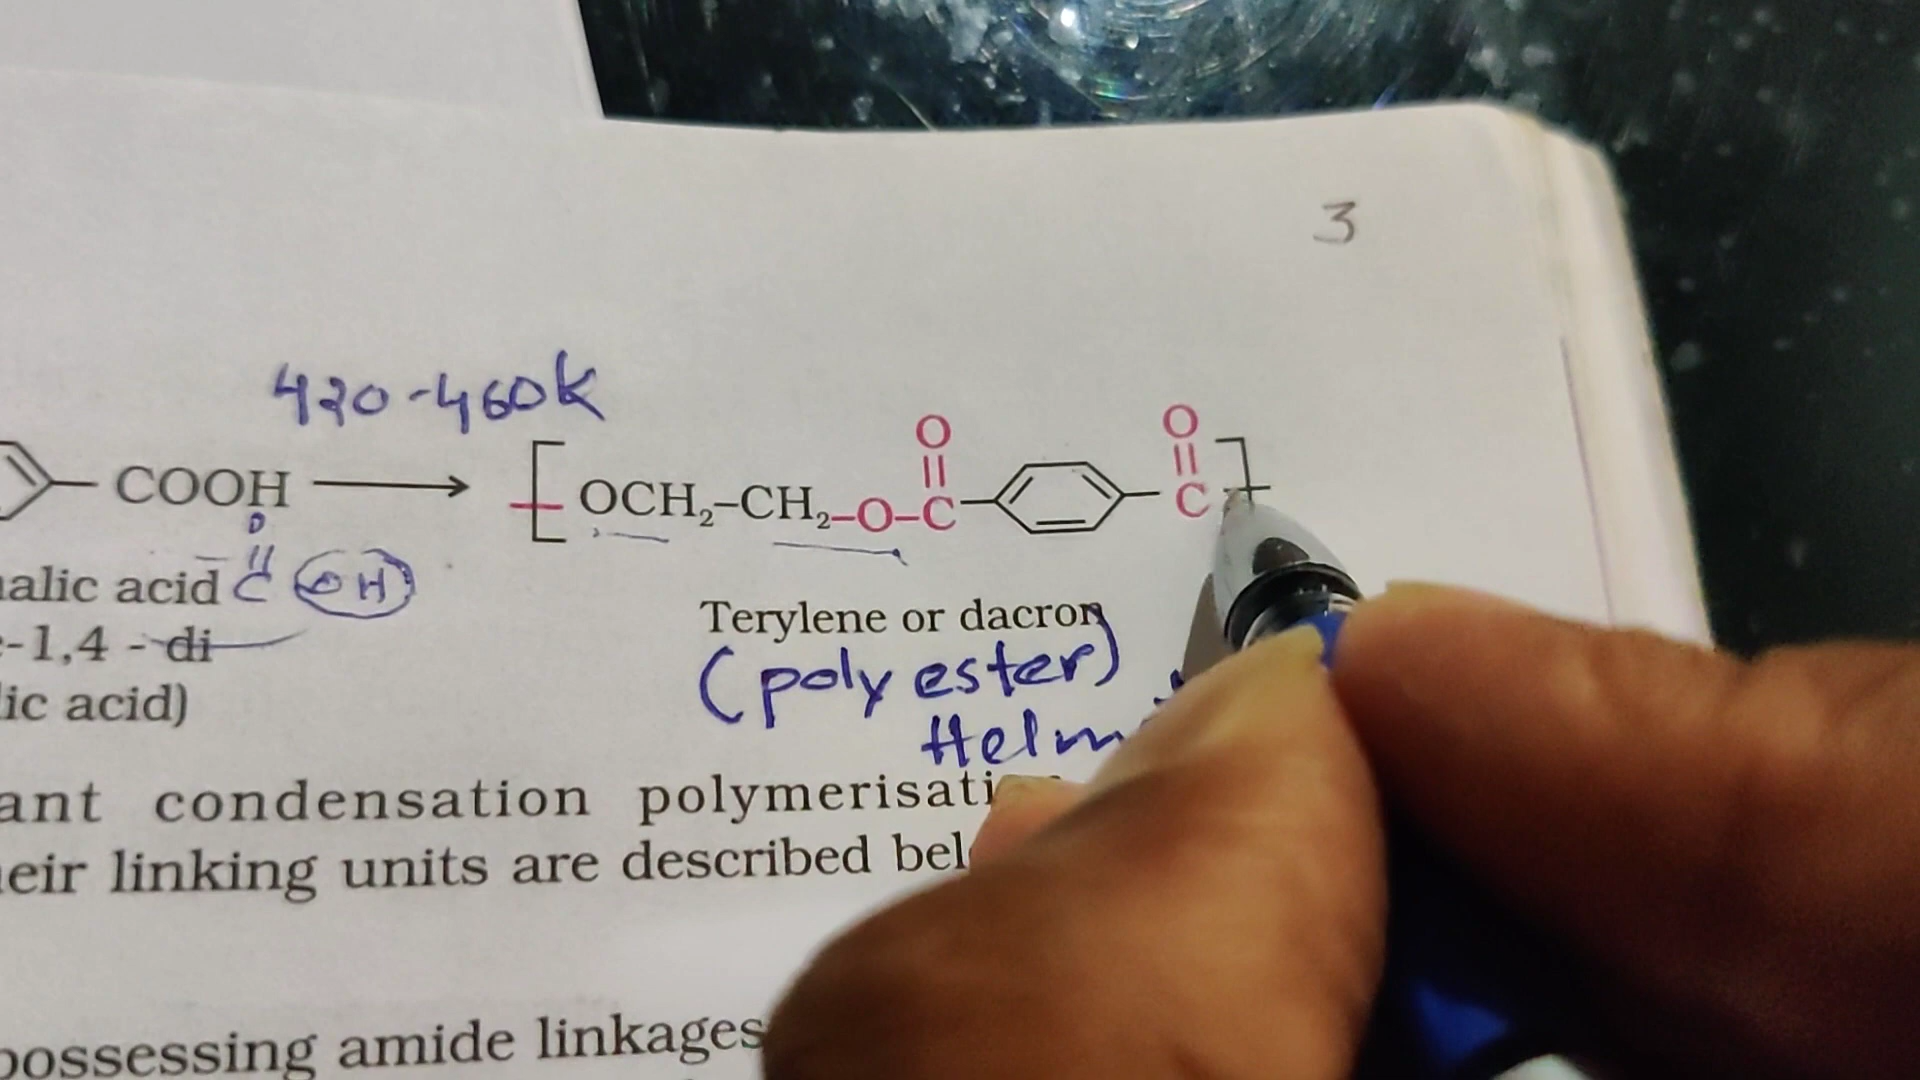 3
420-460k
COOH
[OCH₂–CH₂–O–C
O
C
O
]
alic acid
O
C
OH
-1,4 - di
ic acid)
Terylene or dacron
(polyester)
Helm
ant condensation polymerisati
eir linking units are described bel
possessing amide linkages